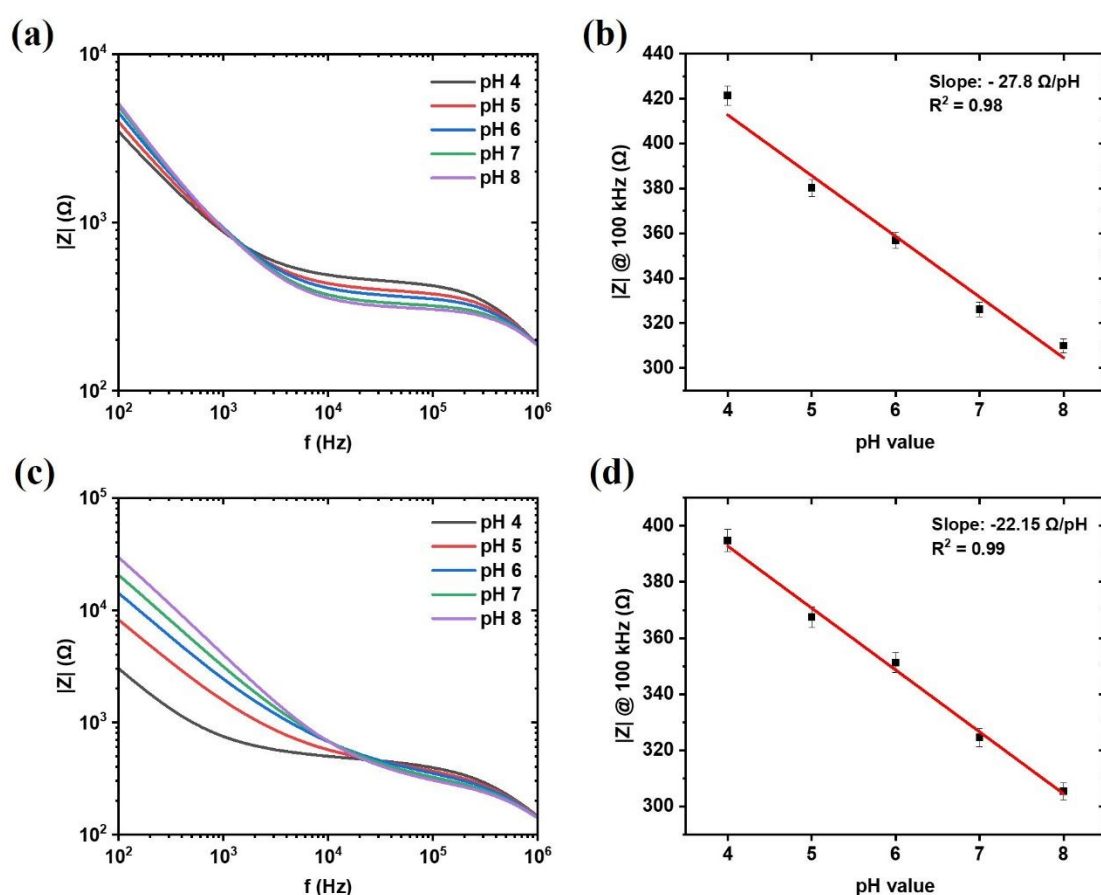 (a)
10⁴
10³
10²
|Z| (Ω)
pH 4
pH 5
pH 6
pH 7
pH 8
10² 10³ 10⁴ 10⁵ 10⁶
f (Hz)
(b)
440
420
400
380
360
340
320
300
|Z| @ 100 kHz (Ω)
Slope: - 27.8 Ω/pH
R² = 0.98
4 5 6 7 8
pH value
(c)
10⁵
10⁴
10³
10²
|Z| (Ω)
pH 4
pH 5
pH 6
pH 7
pH 8
10² 10³ 10⁴ 10⁵ 10⁶
f (Hz)
(d)
400
380
360
340
320
300
|Z| @ 100 kHz (Ω)
Slope: -22.15 Ω/pH
R² = 0.99
4 5 6 7 8
pH value